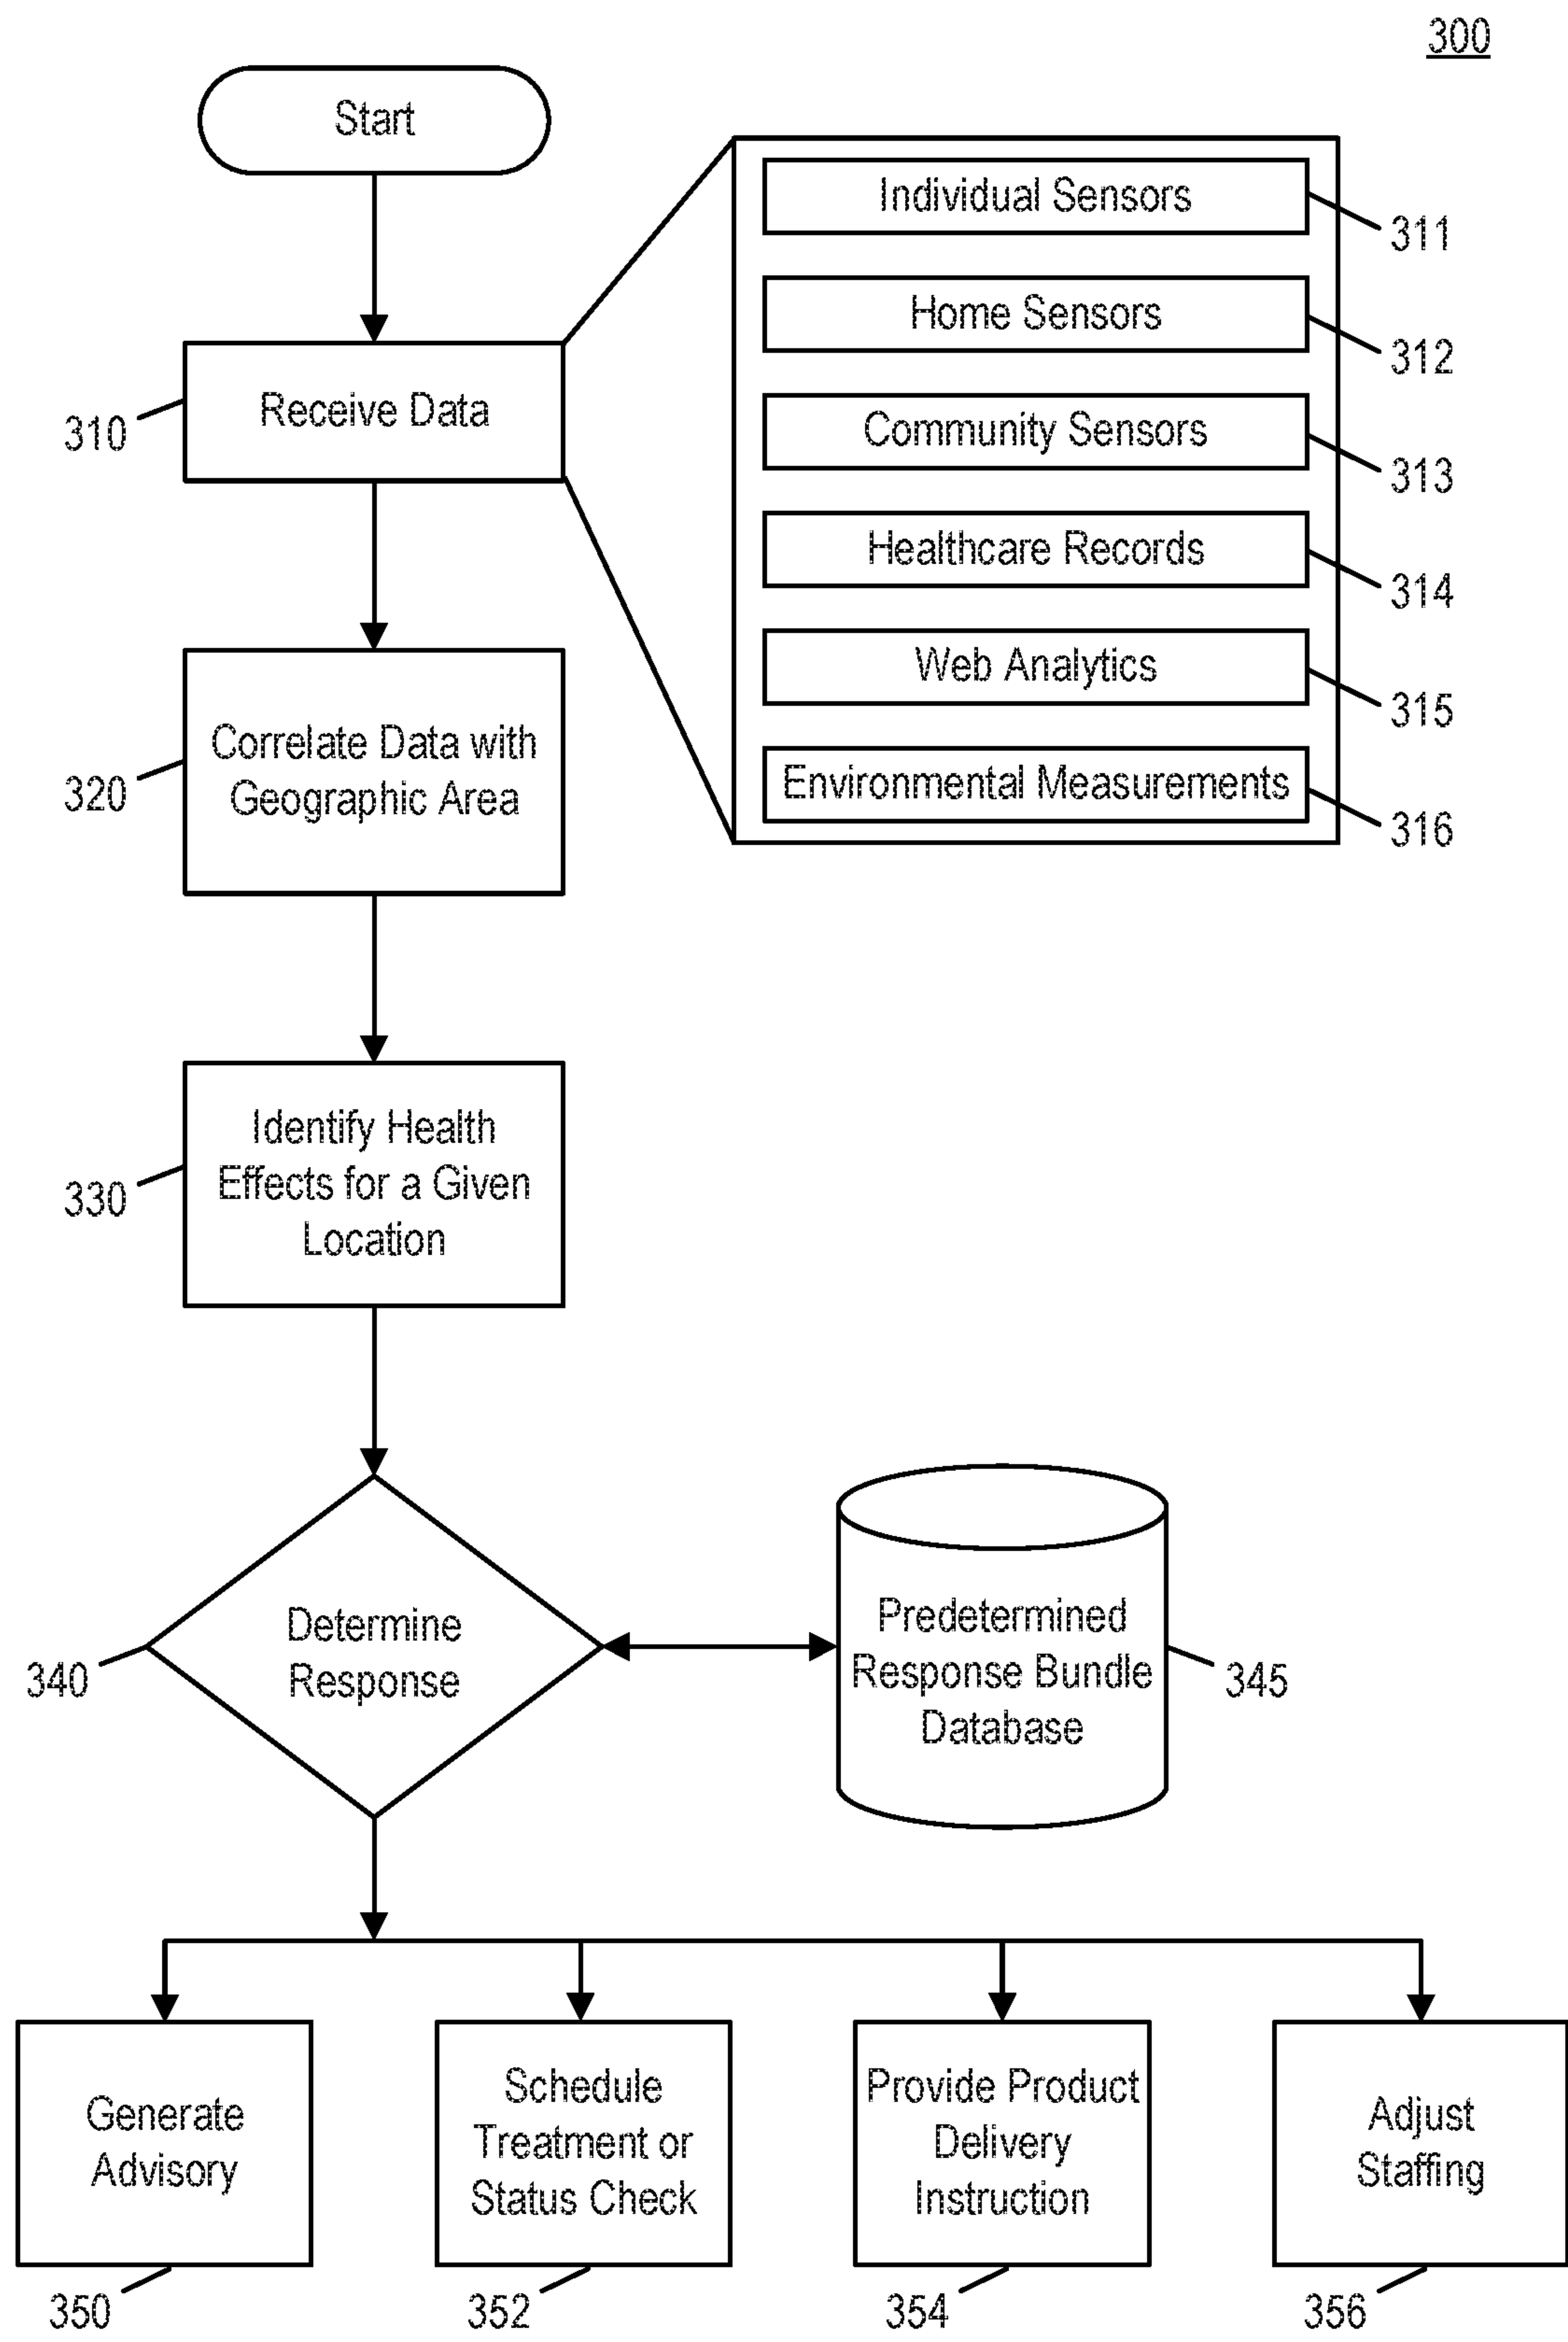 300
Start
Individual Sensors
311
Home Sensors
312
Receive Data
310
Community Sensors
313
Healthcare Records
314
Web Analytics
315
Correlate Data with
Geographic Area
320
Environmental Measurements
316
Identify Health
Effects for a Given
Location
330
Determine
Response
340
Predetermined
Response Bundle
Database
345
Generate
Advisory
350
Schedule
Treatment or
Status Check
352
Provide Product
Delivery
Instruction
354
Adjust
Staffing
356